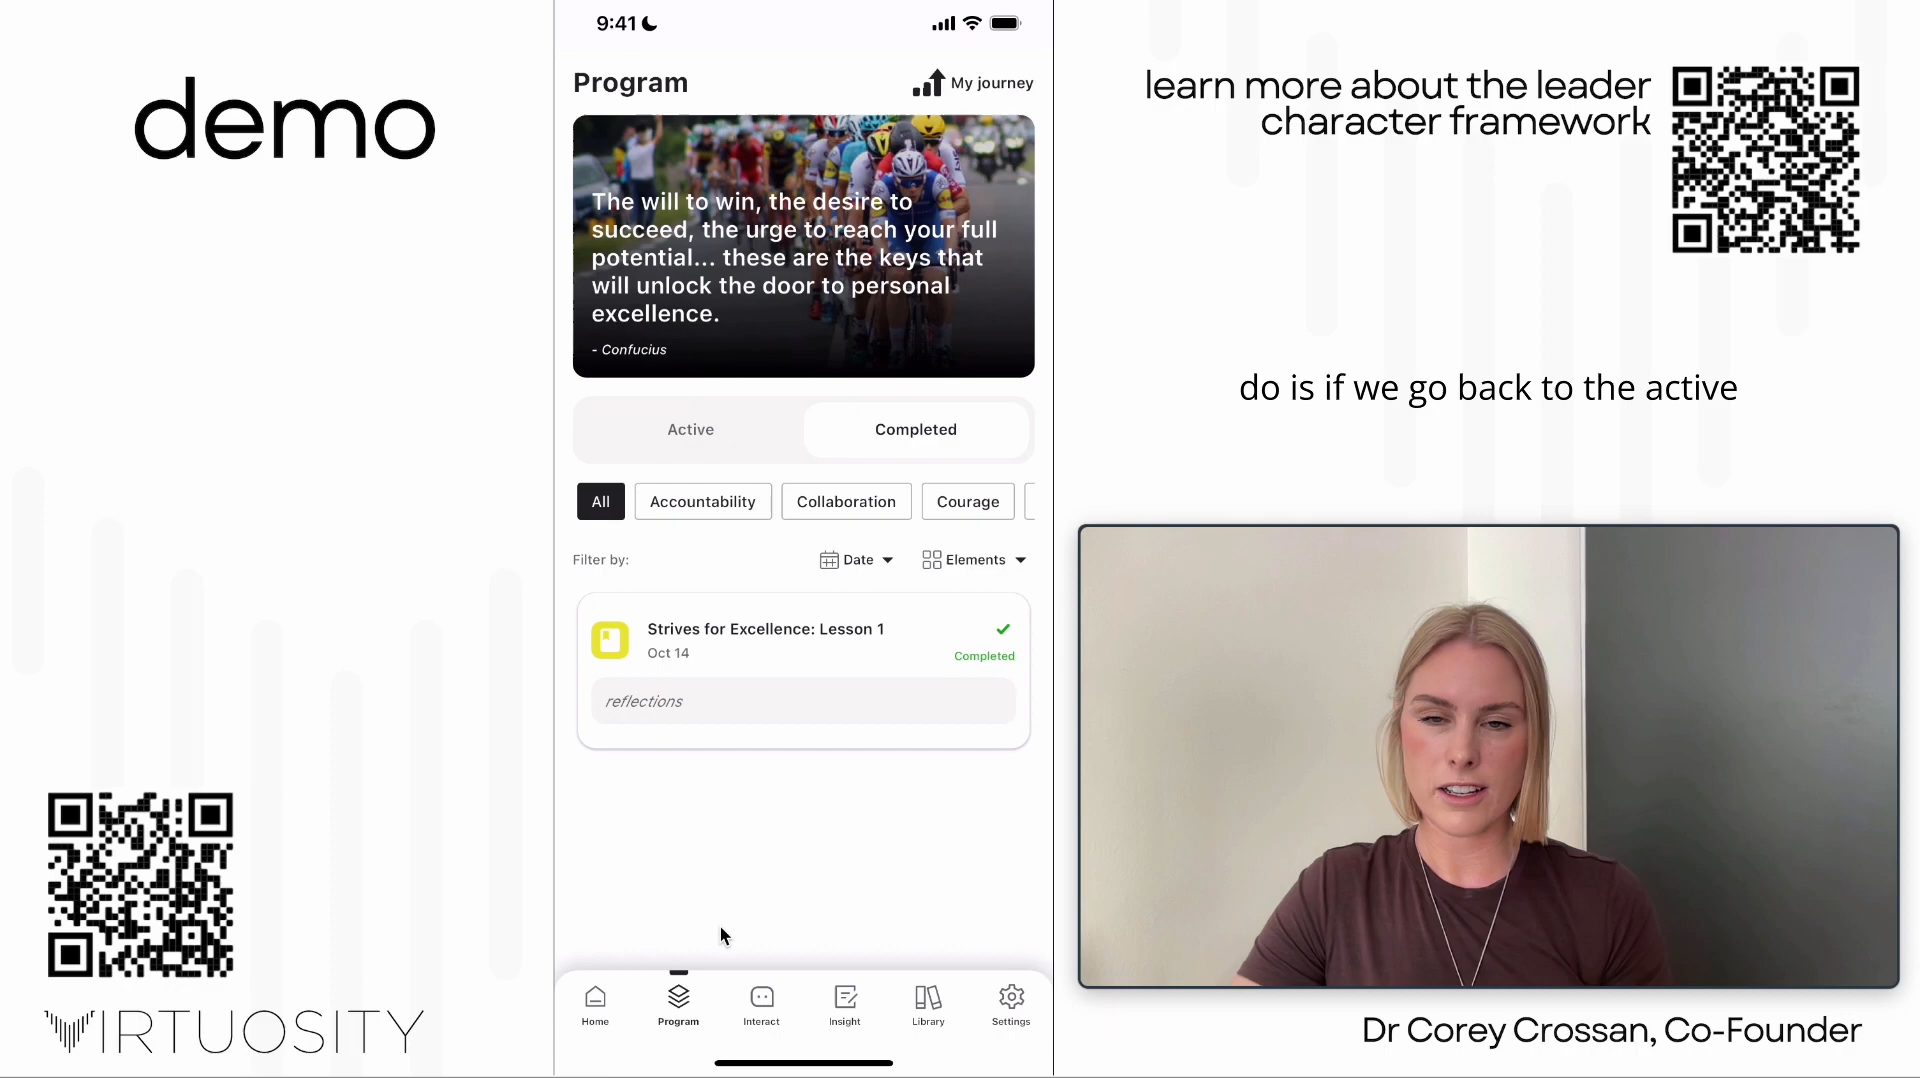 demo
9:41
Program
My journey
The will to win, the desire to
succeed, the urge to reach your full
potential... these are the keys that
will unlock the door to personal
excellence.
- Confucius
Active
Completed
All
Accountability
Collaboration
Courage
Filter by:
Date
Elements
Strives for Excellence: Lesson 1
Oct 14
Completed
reflections
Home
Program
Interact
Insight
Library
Settings
VIRTUOSITY
learn more about the leader
character framework
do is if we go back to the active
Dr Corey Crossan, Co-Founder